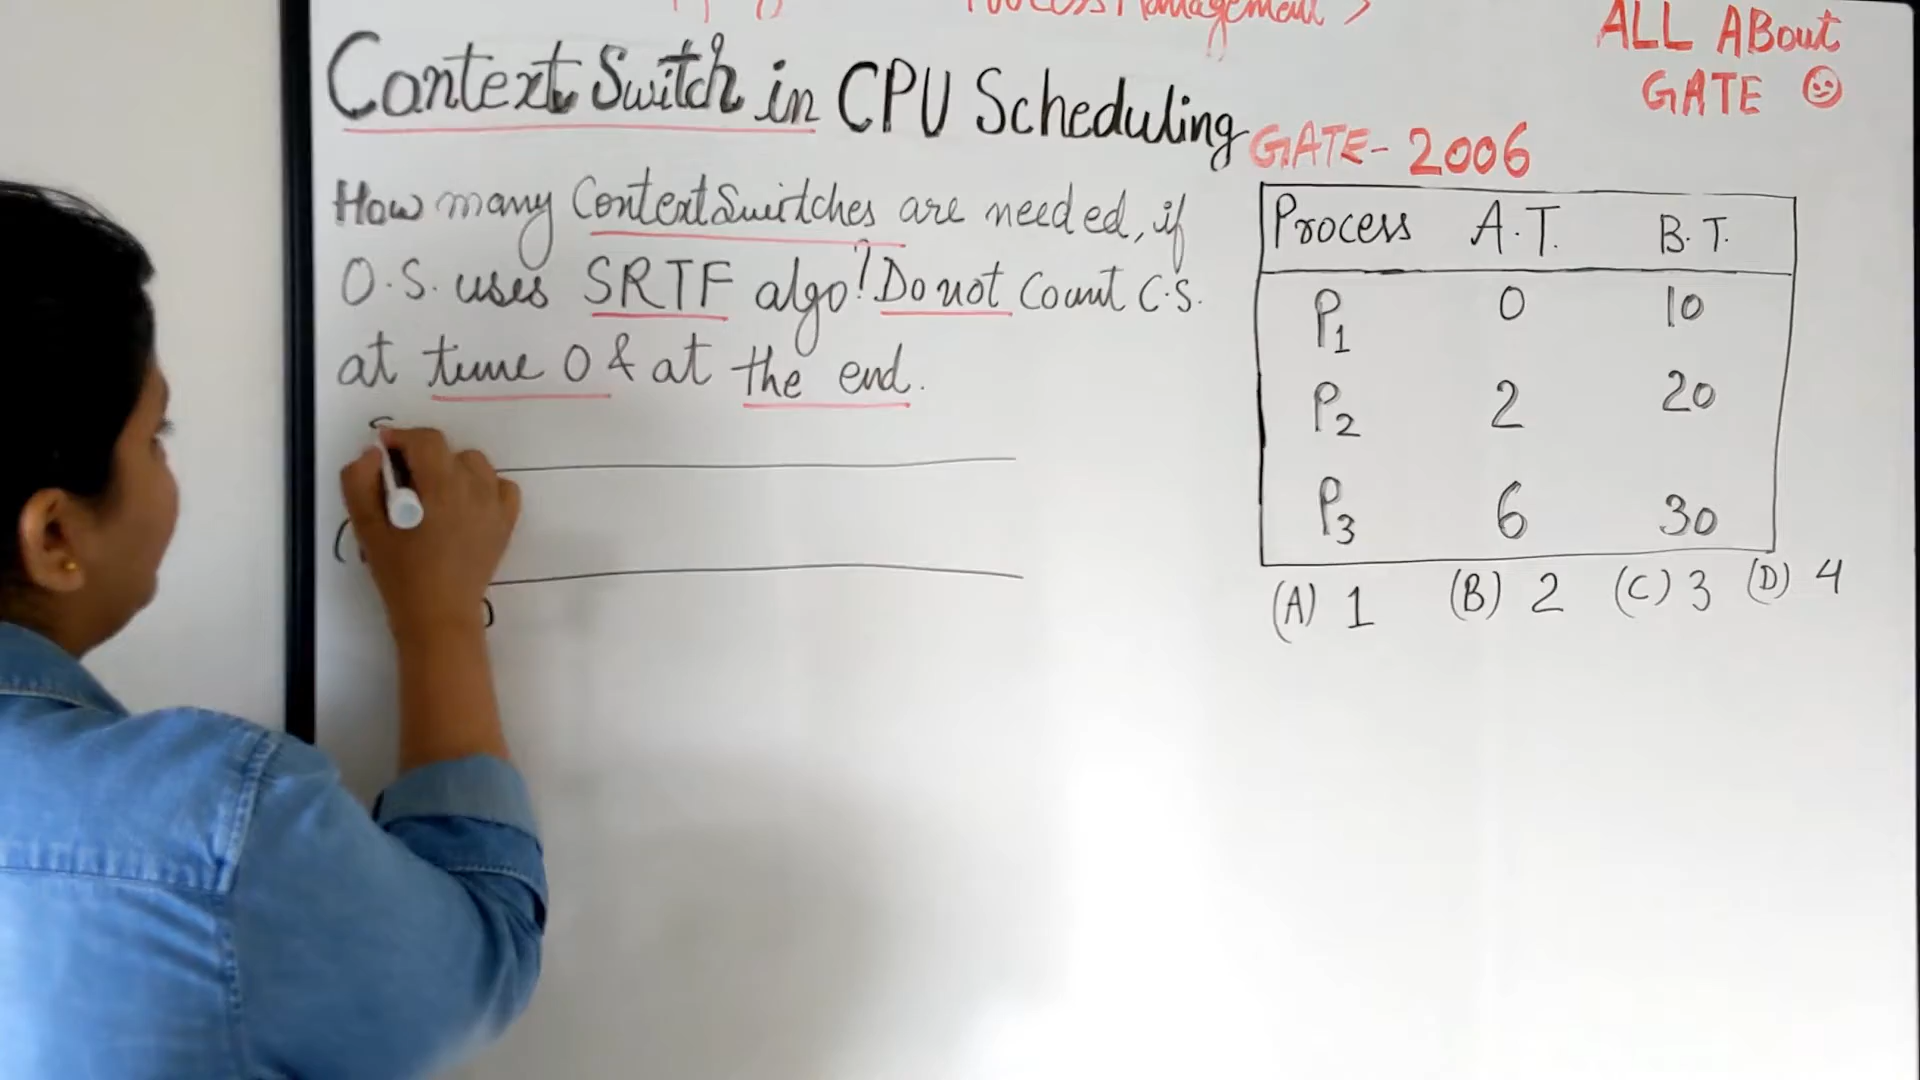 Management >
ALL ABout
GATE
Context Switch in CPU Scheduling
GATE- 2006
How many Context Switches are needed, if
O.S. uses SRTF algo? Do not Count C.S.
at time 0 & at the end.
Process A.T. B.T.
P1 0 10
P2 2 20
P3 6 30
(A) 1 (B) 2 (C) 3 (D) 4